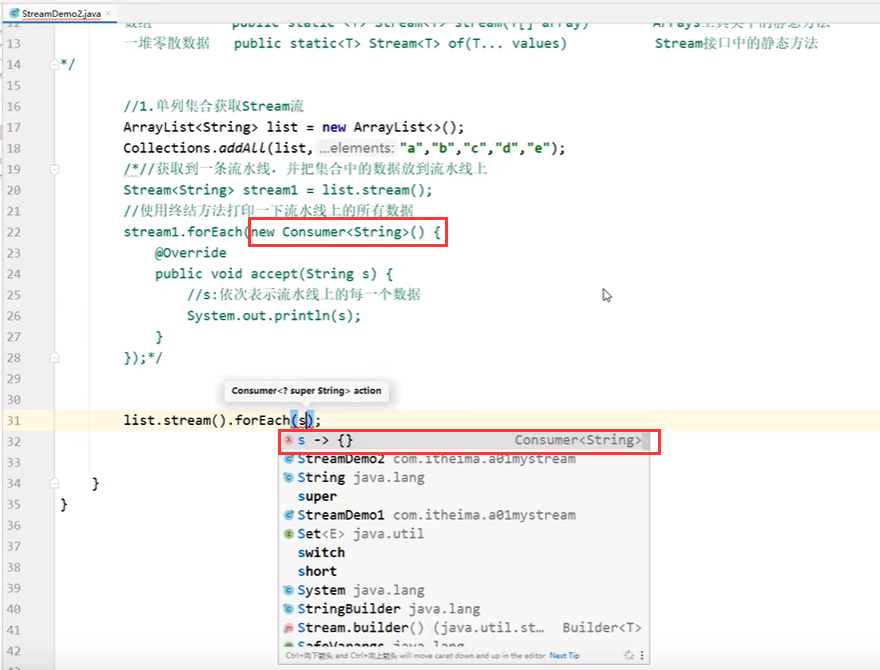 StreamDemo2.java
12 数组 public static <T> Stream<T> stream(T[] array) Arrays工具类中的静态方法
13 一堆零散数据 public static<T> Stream<T> of(T... values) Stream接口中的静态方法
14 */
15
16 //1.单列集合获取Stream流
17 ArrayList<String> list = new ArrayList<>();
18 Collections.addAll(list, ...elements: "a","b","c","d","e");
19 /*//获取到一条流水线，并把集合中的数据放到流水线上
20 Stream<String> stream1 = list.stream();
21 //使用终结方法打印一下流水线上的所有数据
22 stream1.forEach(new Consumer<String>() {
23 @Override
24 public void accept(String s) {
25 //s:依次表示流水线上的每一个数据
26 System.out.println(s);
27 }
28 });*/
29
Consumer<? super String> action
30
31 list.stream().forEach(s);
32 s -> {} Consumer<String>
StreamDemo2 com.itheima.a01mystream
33 String java.lang
super
34 }
StreamDemo1 com.itheima.a01mystream
35 }
Set<E> java.util
36
switch
37
short
38
39 System java.lang
40 StringBuilder java.lang
41 Stream.builder() (java.util.st... Builder<T>
42 SafeVarargs java.lang
Ctrl+向下箭头 and Ctrl+向上箭头 will move caret down and up in the editor Next Tip